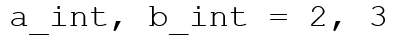 a_int, b_int = 2, 3